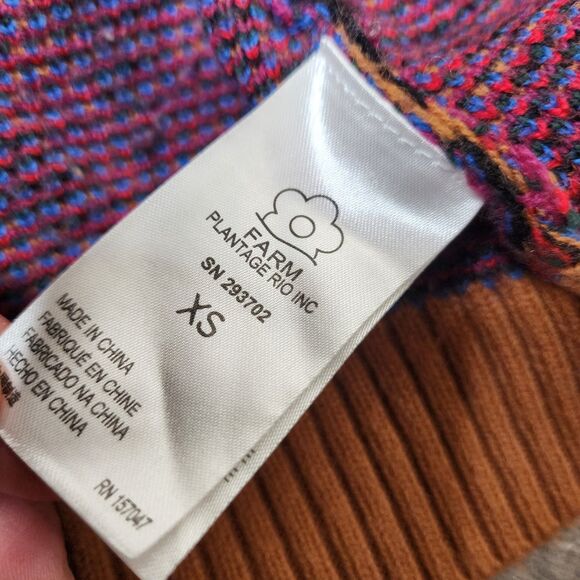 FARM
PLANTAGE RIO INC
SN 293702
XS
MADE IN CHINA
FABRIQUÉ EN CHINE
FABRICADO NA CHINA
HECHO EN CHINA
RN 157047